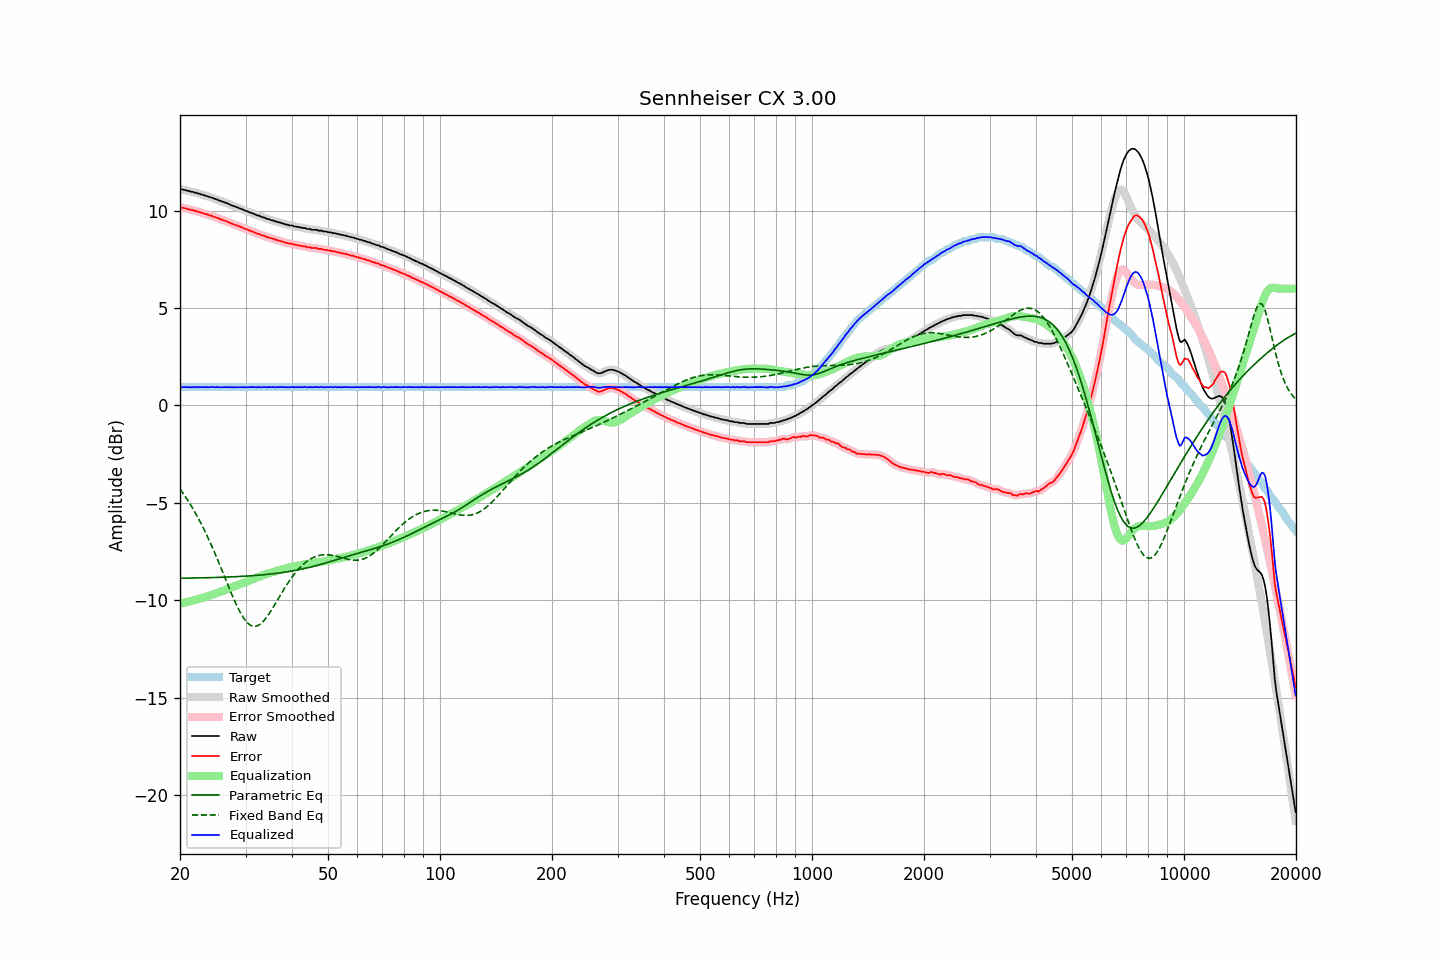 Sennheiser CX 3.00
Amplitude (dBr)
10
5
0
−5
−10
−15
−20
Target
Raw Smoothed
Error Smoothed
Raw
Error
Equalization
Parametric Eq
Fixed Band Eq
Equalized
20
50
100
200
500
1000
2000
5000
10000
20000
Frequency (Hz)